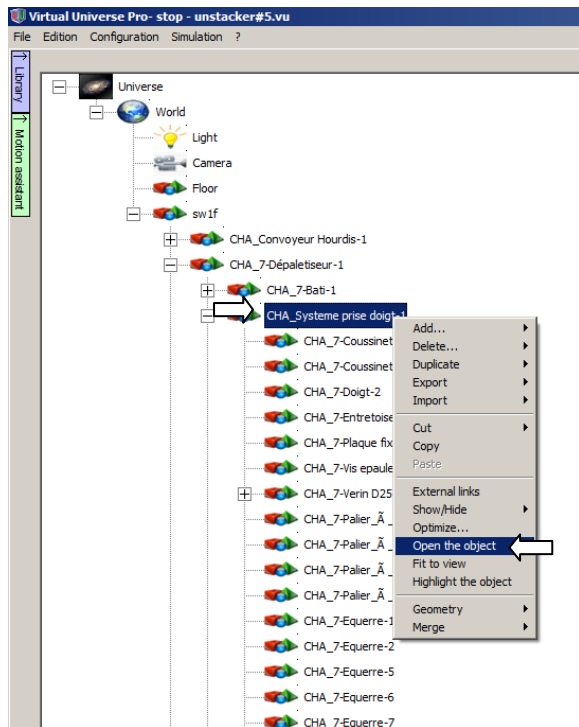 Virtual Universe Pro- stop - unstacker#5.vu
File Edition Configuration Simulation ?
Library
Motion assistant
Universe
World
Light
Camera
Floor
sw1f
CHA_Convoyeur Hourdis-1
CHA_7-Dépaletiseur-1
CHA_7-Bati-1
CHA_Systeme prise doigt-1
CHA_7-Coussinet
CHA_7-Coussinet
CHA_7-Doigt-2
CHA_7-Entretoise
CHA_7-Plaque fix
CHA_7-Vis epaule
CHA_7-Verin D25
CHA_7-Palier_Ã _
CHA_7-Palier_Ã _
CHA_7-Palier_Ã _
CHA_7-Palier_Ã _
CHA_7-Equerre-1
CHA_7-Equerre-2
CHA_7-Equerre-5
CHA_7-Equerre-6
CHA_7-Equerre-7
Add...
Delete...
Duplicate
Export
Import
Cut
Copy
Paste
External links
Show/Hide
Optimize...
Open the object
Fit to view
Highlight the object
Geometry
Merge